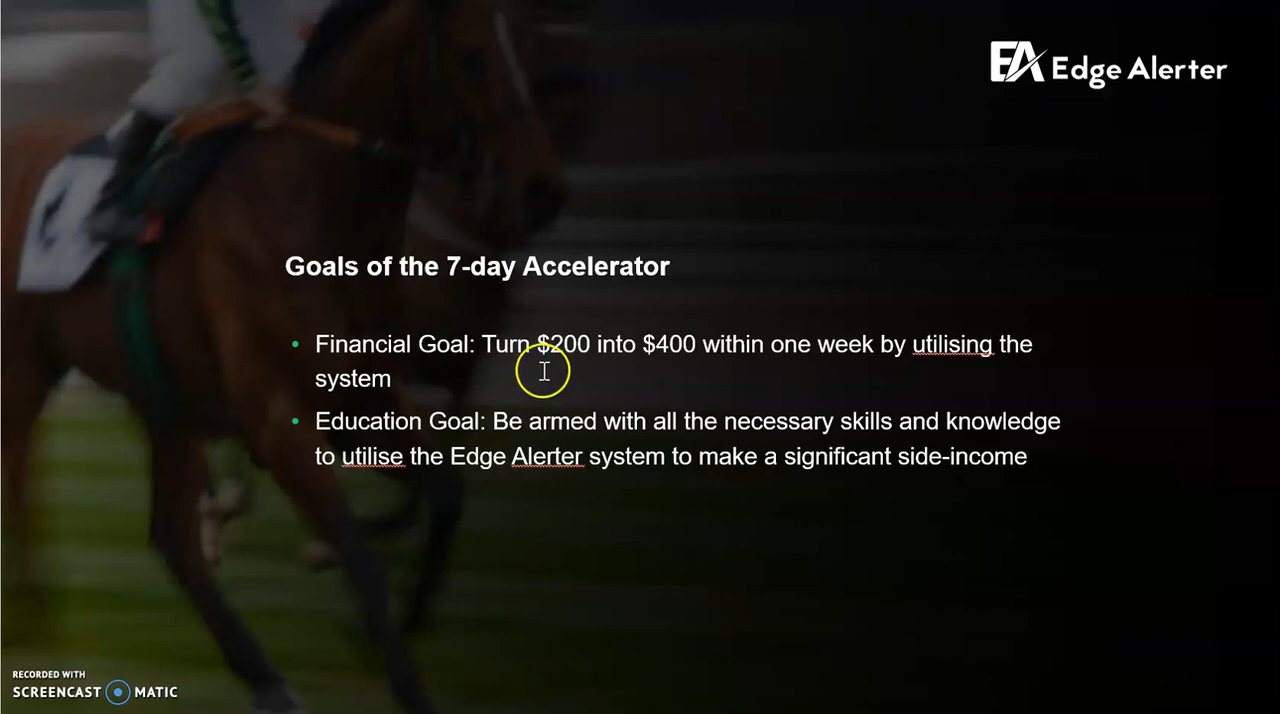 EA Edge Alerter
Goals of the 7-day Accelerator
• Financial Goal: Turn $200 into $400 within one week by utilising the
system
• Education Goal: Be armed with all the necessary skills and knowledge
to utilise the Edge Alerter system to make a significant side-income
RECORDED WITH
SCREENCAST MATIC